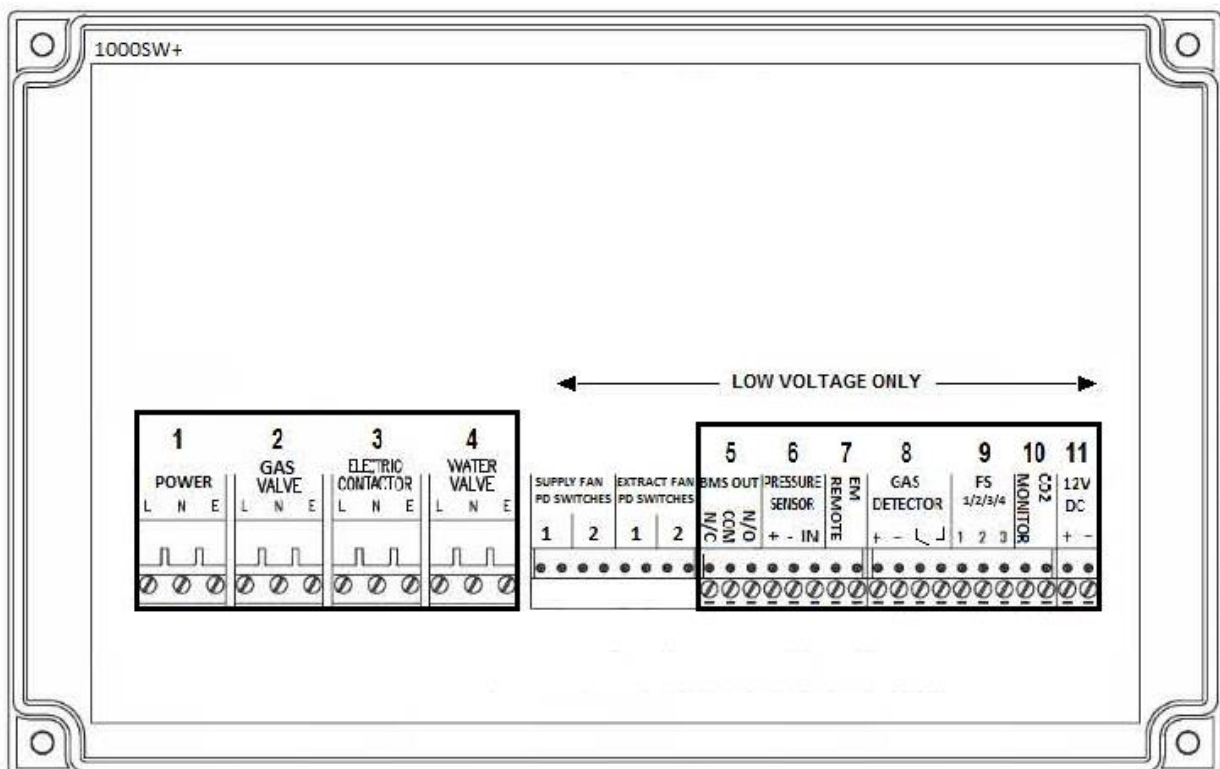 1000SW+
LOW VOLTAGE ONLY
1 2 3 4
POWER GAS VALVE ELECTRIC CONTACTOR WATER VALVE
L N E L N E L N E L N E
SUPPLY FAN EXTRACT FAN
PD SWITCHES PD SWITCHES
1 2 1 2
5 6 7 8 9 10 11
BMS OUT PRESSURE SENSOR EM REMOTE GAS DETECTOR FS 1/2/3/4 CO2 MONITOR 12V DC
N/C COM N/O + - IN + - 1 2 3 + -